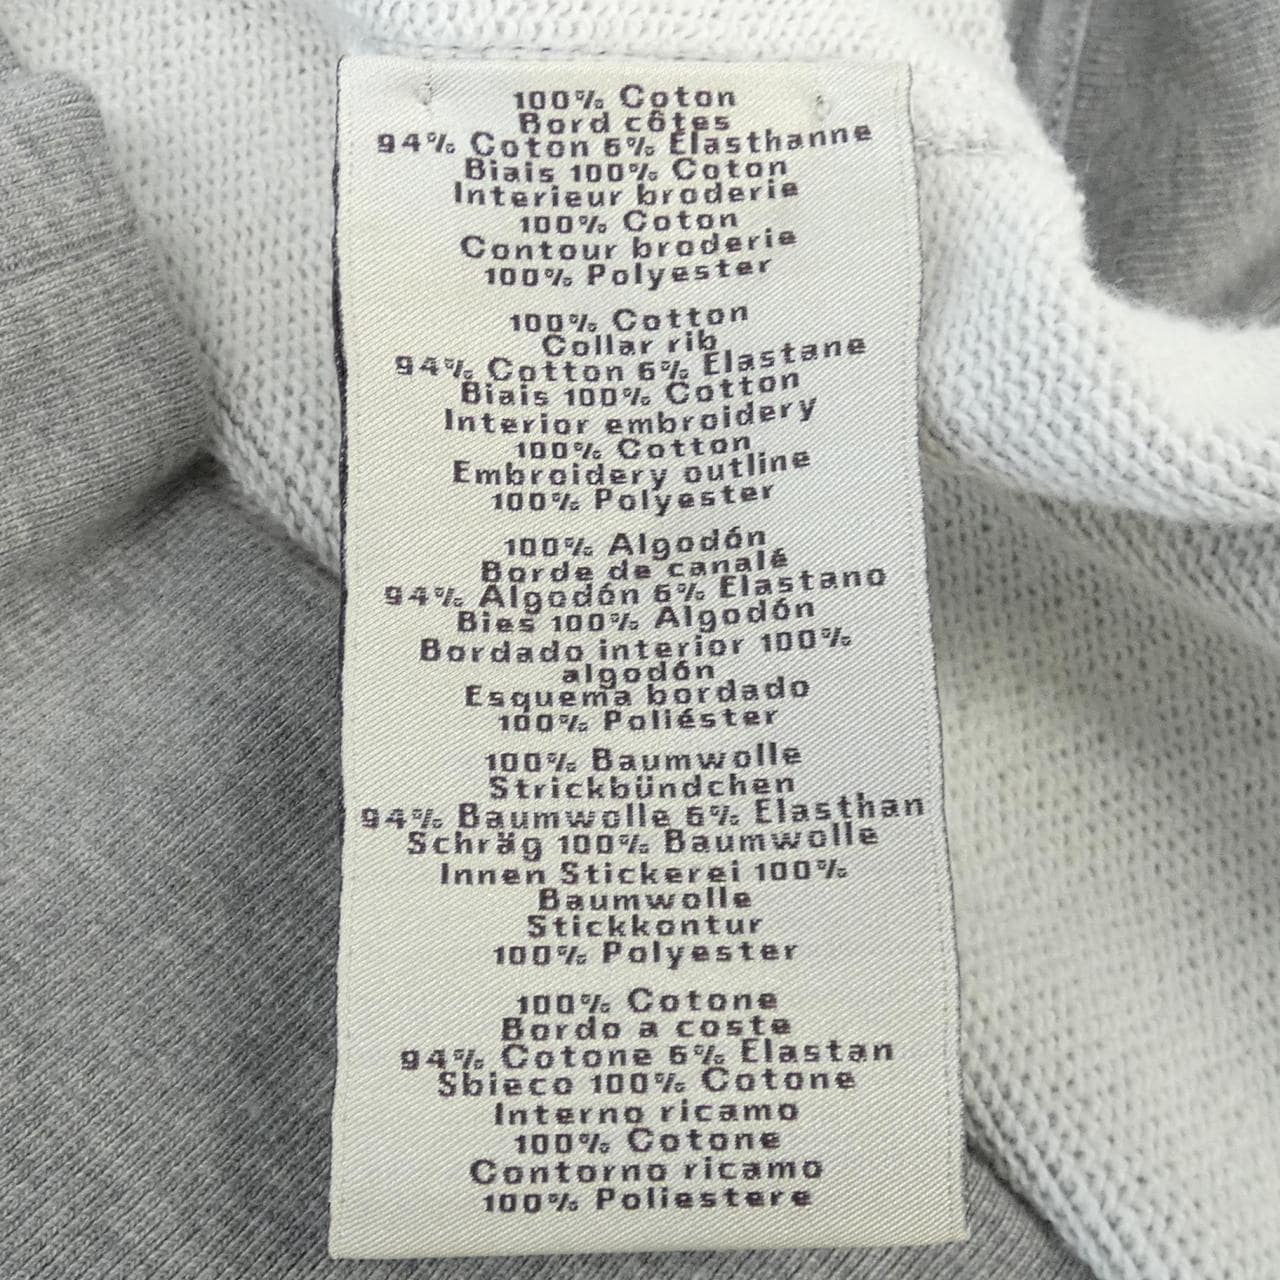 100% Coton
Bord côtes
94% Coton 6% Élasthanne
Biais 100% Coton
Interieur broderie
100% Coton
Contour broderie
100% Polyester
100% Cotton
Collar rib
94% Cotton 6% Elastane
Biais 100% Cotton
Interior embroidery
100% Cotton
Embroidery outline
100% Polyester
100% Algodón
Borde de canalé
94% Algodón 6% Elastano
Bies 100% Algodón
Bordado interior 100%
algodón
Esquema bordado
100% Poliéster
100% Baumwolle
Strickbündchen
94% Baumwolle 6% Elasthan
Schräg 100% Baumwolle
Innen Stickerei 100%
Baumwolle
Stickkontur
100% Polyester
100% Cotone
Bordo a coste
94% Cotone 6% Elastan
Sbieco 100% Cotone
Interno ricamo
100% Cotone
Contorno ricamo
100% Poliestere